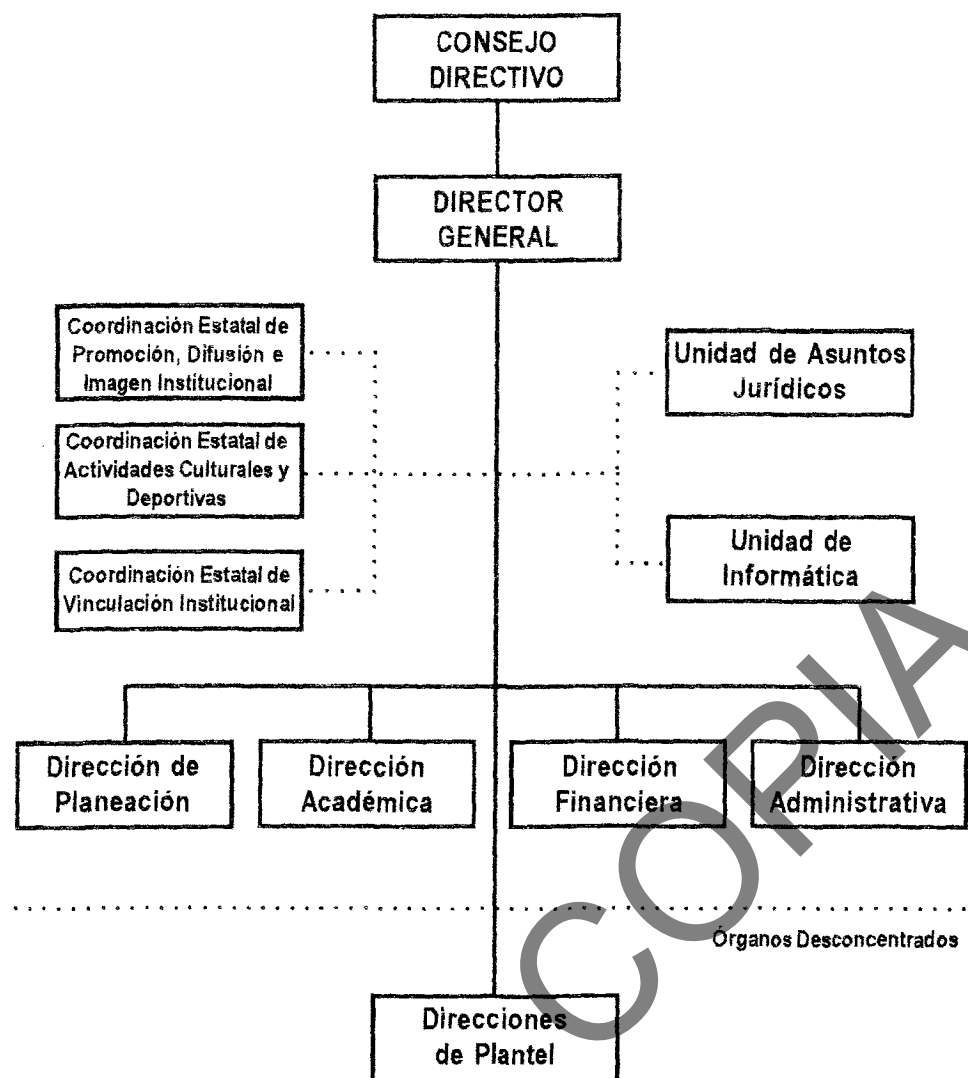 CONSEJO
DIRECTIVO
DIRECTOR
GENERAL
Coordinación Estatal de
Promoción, Difusión e
Imagen Institucional
Unidad de Asuntos
Jurídicos
Coordinación Estatal de
Actividades Culturales y
Deportivas
Unidad de
Informática
Coordinación Estatal de
Vinculación Institucional
Dirección de
Planeación
Dirección
Académica
Dirección
Financiera
Dirección
Administrativa
Órganos Desconcentrados
Direcciones
de Plantel
COPIA